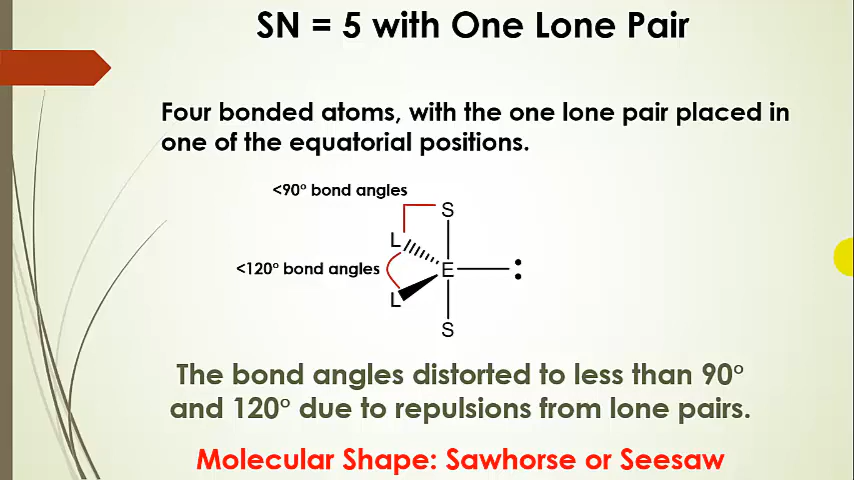 SN = 5 with One Lone Pair
Four bonded atoms, with the one lone pair placed in
one of the equatorial positions.
<90° bond angles
S
L
<120° bond angles
E
:
L
S
The bond angles distorted to less than 90°
and 120° due to repulsions from lone pairs.
Molecular Shape: Sawhorse or Seesaw